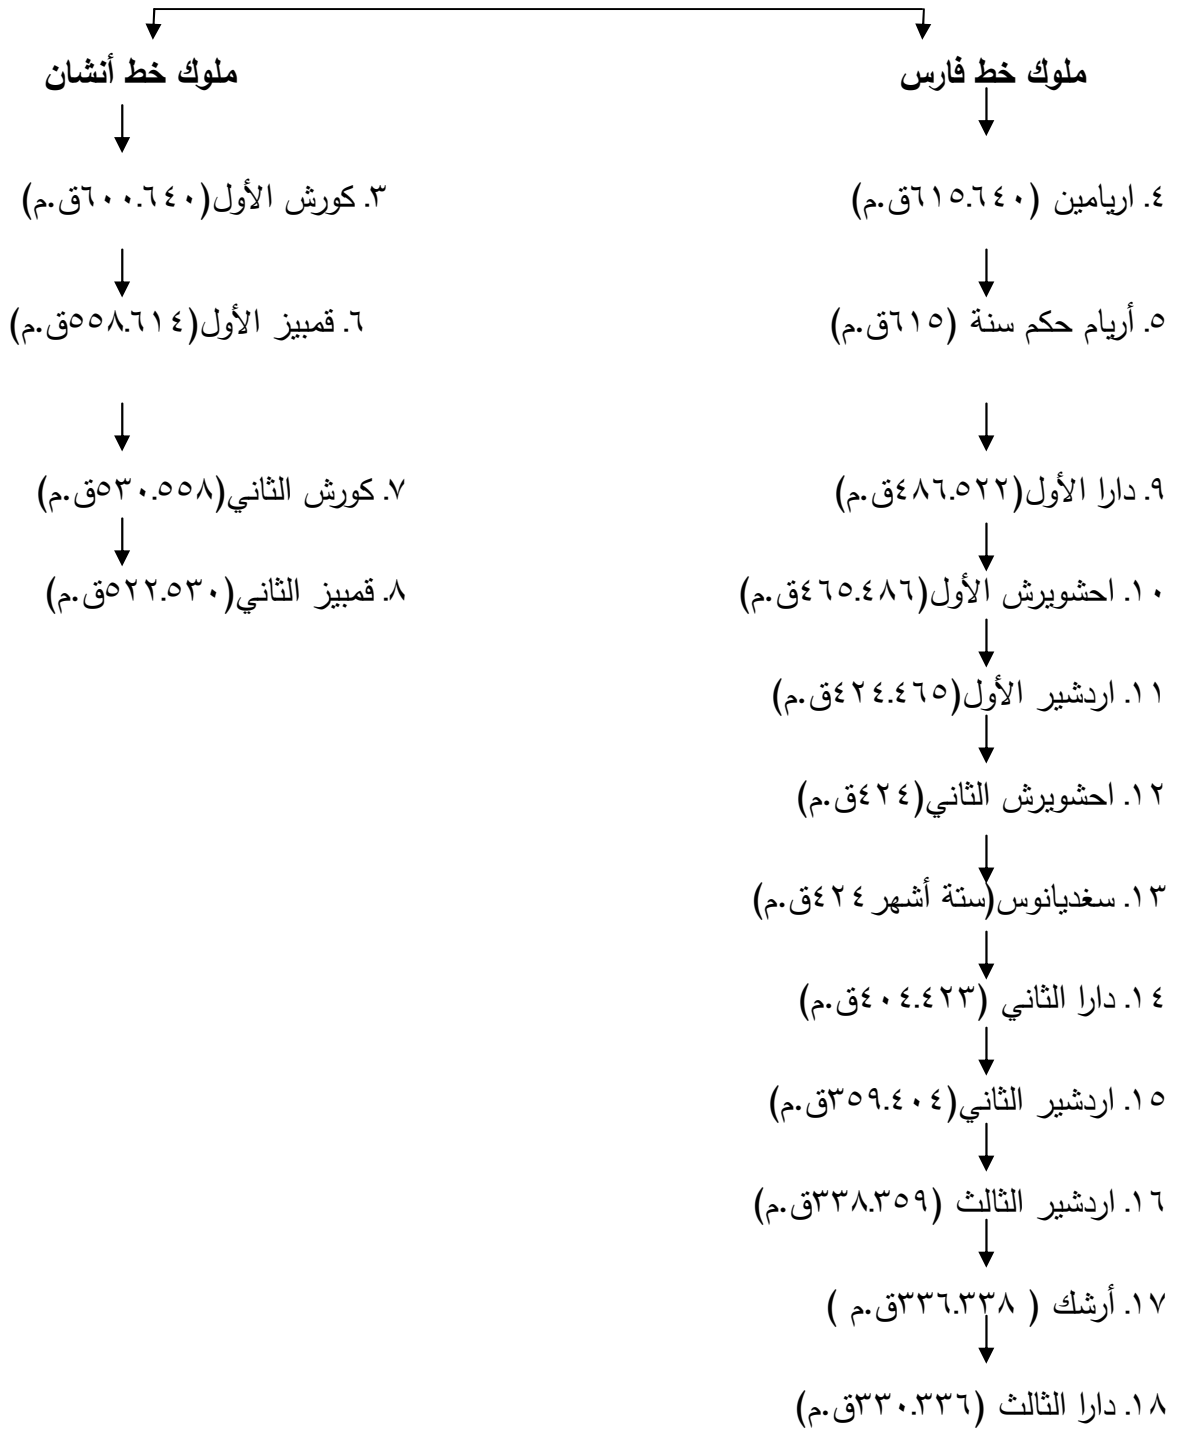 ملوك خط فارس
ملوك خط أنشان
٤. اريامين (٦١٥.٦٤٠ق.م)
٣. كورش الأول(٦٠٠.٦٤٠ق.م)
٥. أريام حكم سنة (٦١٥ق.م)
٦. قمبيز الأول(٥٥٨.٦١٤ق.م)
٩. دارا الأول(٤٨٦.٥٢٢ق.م)
٧. كورش الثاني(٥٣٠.٥٥٨ق.م)
١٠. احشويرش الأول(٤٦٥.٤٨٦ق.م)
٨. قمبيز الثاني(٥٢٢.٥٣٠ق.م)
١١. اردشير الأول(٤٢٤.٤٦٥ق.م)
١٢. احشويرش الثاني(٤٢٤ق.م)
١٣. سغديانوس(ستة أشهر ٤٢٤ق.م)
١٤. دارا الثاني (٤٠٤.٤٢٣ق.م)
١٥. اردشير الثاني(٣٥٩.٤٠٤ق.م)
١٦. اردشير الثالث (٣٣٨.٣٥٩ق.م)
١٧. أرشك ( ٣٣٦.٣٣٨ق.م )
١٨. دارا الثالث (٣٣٠.٣٣٦ق.م)